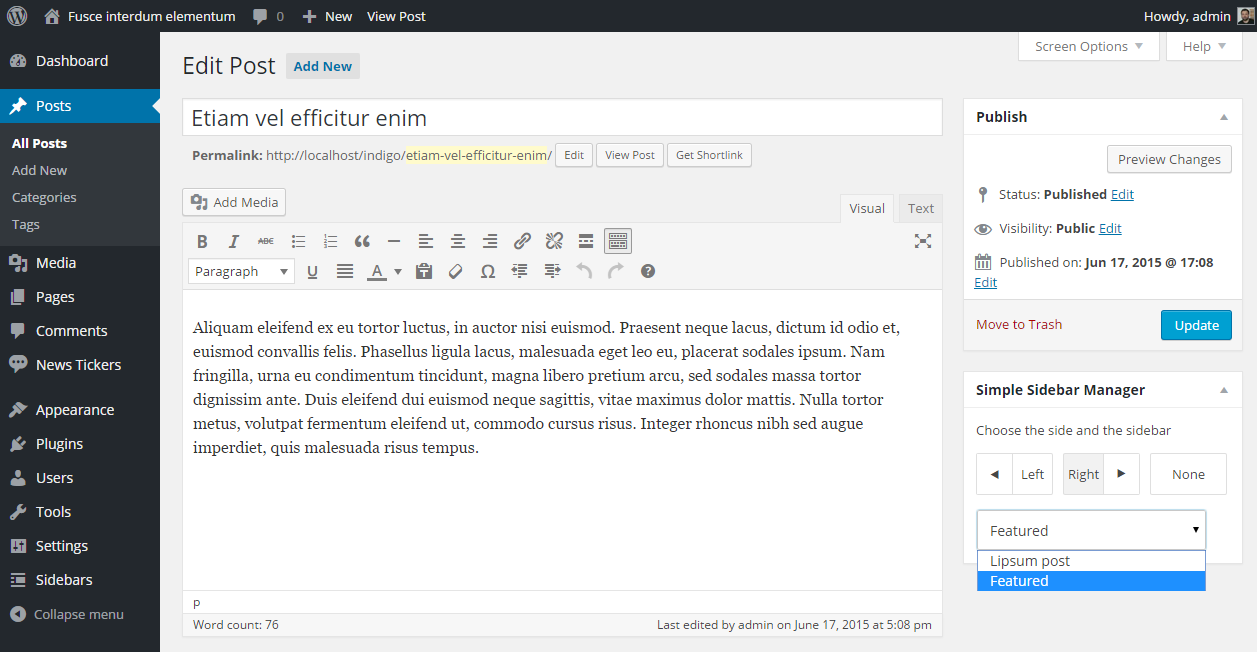 Fusce interdum elementum 0 New View Post Howdy, admin
Dashboard
Posts
All Posts
Add New
Categories
Tags
Media
Pages
Comments
News Tickers
Appearance
Plugins
Users
Tools
Settings
Sidebars
Collapse menu
Screen Options Help
Edit Post Add New
Etiam vel efficitur enim
Permalink: http://localhost/indigo/etiam-vel-efficitur-enim/ Edit View Post Get Shortlink
Add Media
Visual Text
B I ABC
Paragraph U A Ω ?
Aliquam eleifend ex eu tortor luctus, in auctor nisi euismod. Praesent neque lacus, dictum id odio et,
euismod convallis felis. Phasellus ligula lacus, malesuada eget leo eu, placerat sodales ipsum. Nam
fringilla, urna eu condimentum tincidunt, magna libero pretium arcu, sed sodales massa tortor
dignissim ante. Duis eleifend dui euismod neque sagittis, vitae maximus dolor mattis. Nulla tortor
metus, volutpat fermentum eleifend ut, commodo cursus risus. Integer rhoncus nibh sed augue
imperdiet, quis malesuada risus tempus.
p
Word count: 76 Last edited by admin on June 17, 2015 at 5:08 pm
Publish
Preview Changes
Status: Published Edit
Visibility: Public Edit
Published on: Jun 17, 2015 @ 17:08
Edit
Move to Trash Update
Simple Sidebar Manager
Choose the side and the sidebar
Left Right None
Featured
Lipsum post
Featured